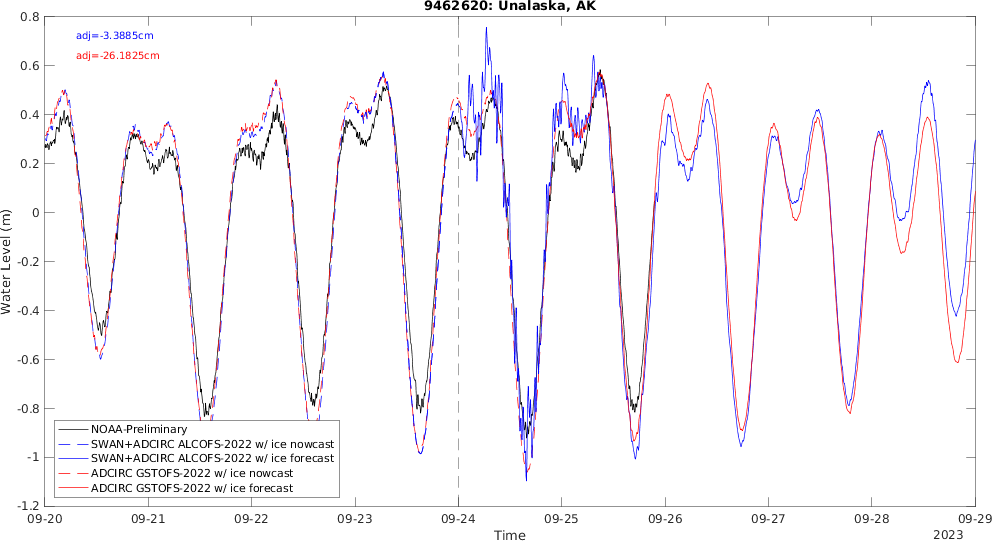 9462620: Unalaska, AK
adj=-3.3885cm
adj=-26.1825cm
Water Level (m)
0.8
0.6
0.4
0.2
0
-0.2
-0.4
-0.6
-0.8
-1
-1.2
NOAA-Preliminary
SWAN+ADCIRC ALCOFS-2022 w/ ice nowcast
SWAN+ADCIRC ALCOFS-2022 w/ ice forecast
ADCIRC GSTOFS-2022 w/ ice nowcast
ADCIRC GSTOFS-2022 w/ ice forecast
09-20 09-21 09-22 09-23 09-24 09-25 09-26 09-27 09-28 09-29
Time
2023